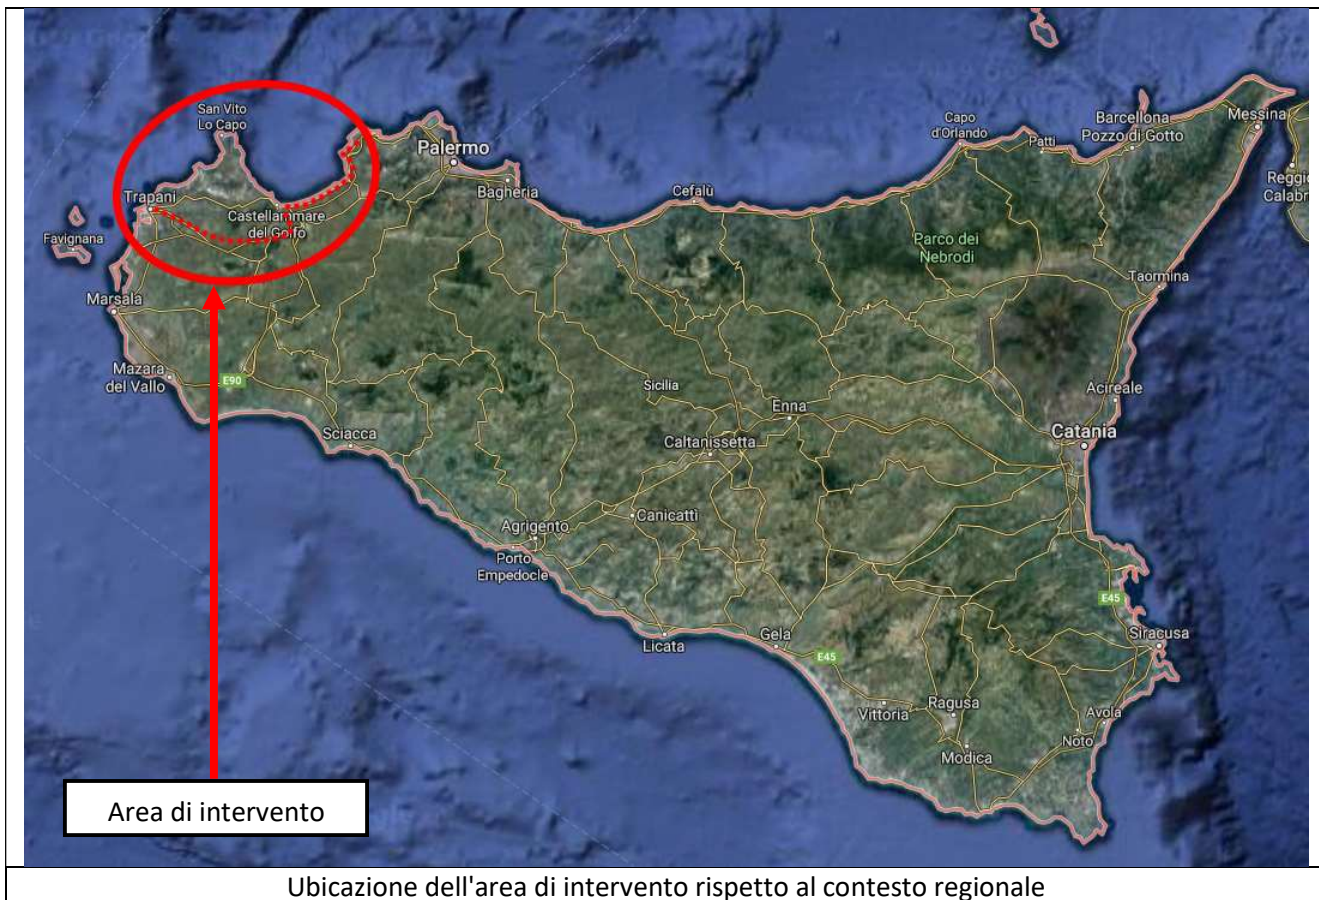 San Vito
Lo Capo
Palermo
Bagheria
Cefalù
Capo
d'Orlando
Patti
Barcellona
Pozzo di Gotto
Messina
Reggio
Calabr
Trapani
Castellammare
del Golfo
Favignana
Marsala
Mazara
del Vallo
E90
Parco dei
Nebrodi
Taormina
Sicilia
Enna
Acireale
Catania
Sciacca
Caltanissetta
Canicattì
Agrigento
Porto
Empedocle
Licata
Gela
E45
E45
Siracusa
Vittoria
Ragusa
Avola
Noto
Modica
Area di intervento
Ubicazione dell'area di intervento rispetto al contesto regionale